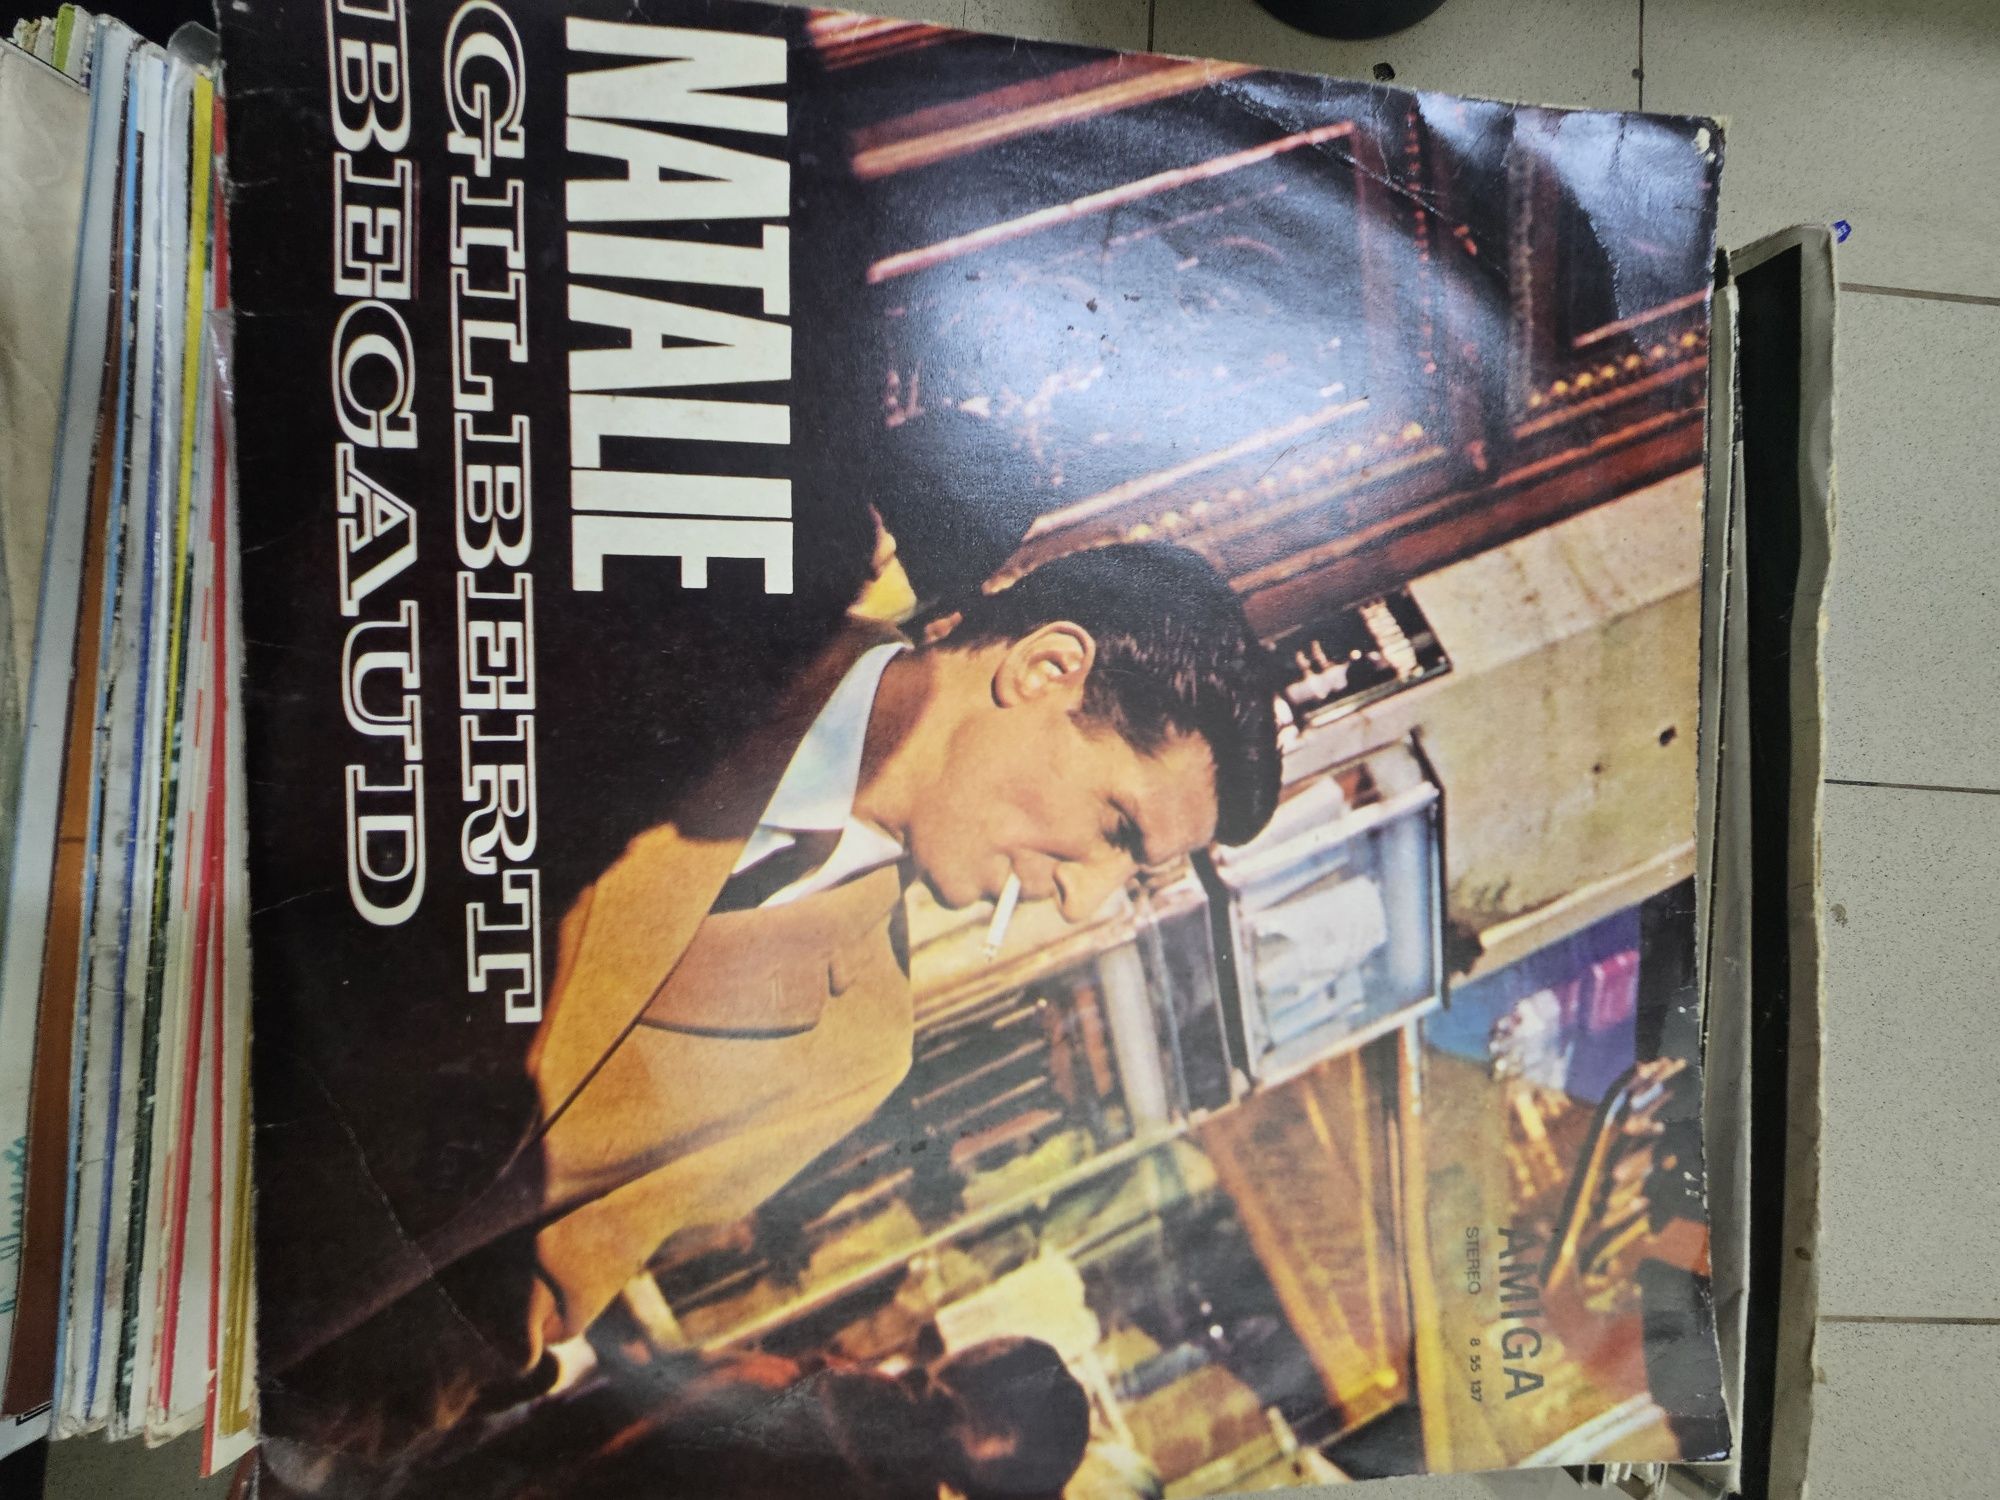 AMIGA
STEREO 8 55 137
NATALIE
GILBERT
BECAUD